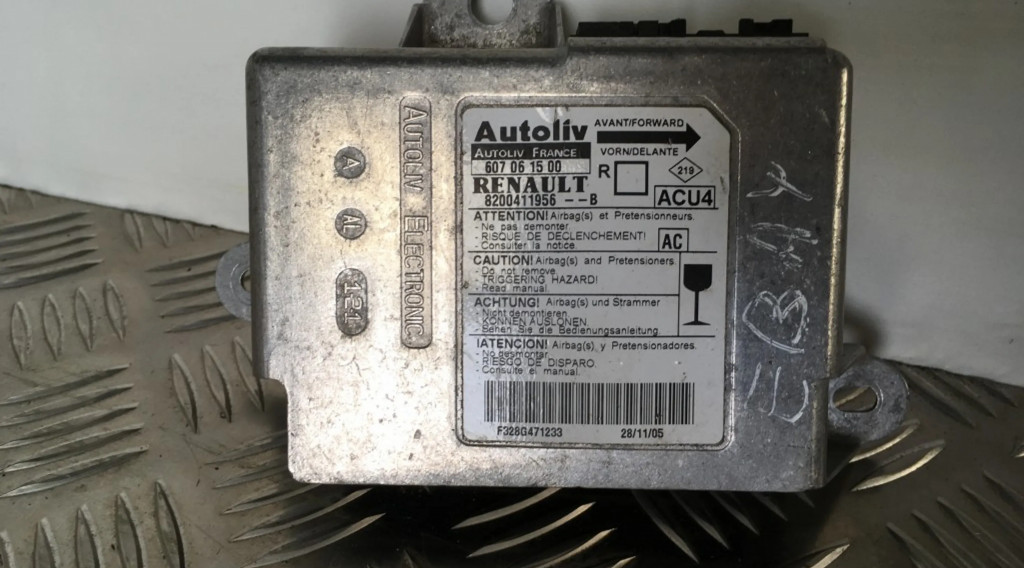 A
AL
121
AUTOLIV ELECTRONIC
Autoliv
AUTOLIV FRANCE
607 06 15 00
RENAULT
8200411956 --B
AVANT/FORWARD
VORN/DELANTE
R
219
ACU4
ATTENTION! Airbag(s) et Pretensionneurs.
- Ne pas demonter.
- RISQUE DE DECLENCHEMENT!
- Consulter la notice.
AC
CAUTION! Airbag(s) and Pretensioners
- Do not remove.
- TRIGGERING HAZARD!
- Read manual.
ACHTUNG! Airbag(s) und Strammer
- Nicht demontieren.
- KONNEN AUSLOSEN.
- Sehen Sie die Bedienungsanleitung.
!ATENCION! Airbag(s) y Pretensionadores.
- No desmontar.
- RIESGO DE DISPARO.
- Consulte el manual.
F328G471233 28/11/05